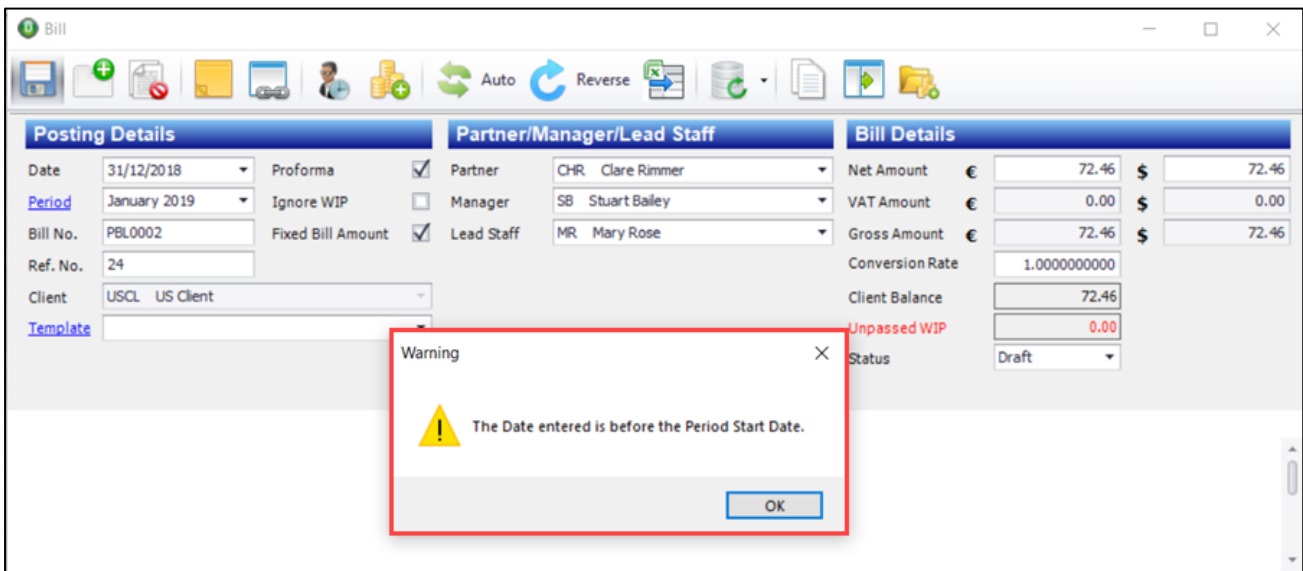 Bill
Auto Reverse
Posting Details Partner/Manager/Lead Staff Bill Details
Date 31/12/2018 Proforma Partner CHR Clare Rimmer Net Amount € 72.46 $ 72.46
Period January 2019 Ignore WIP Manager SB Stuart Bailey VAT Amount € 0.00 $ 0.00
Bill No. PBL0002 Fixed Bill Amount Lead Staff MR Mary Rose Gross Amount € 72.46 $ 72.46
Ref. No. 24 Conversion Rate 1.0000000000
Client USCL US Client Client Balance 72.46
Template Unpassed WIP 0.00
Warning Status Draft
The Date entered is before the Period Start Date.
OK